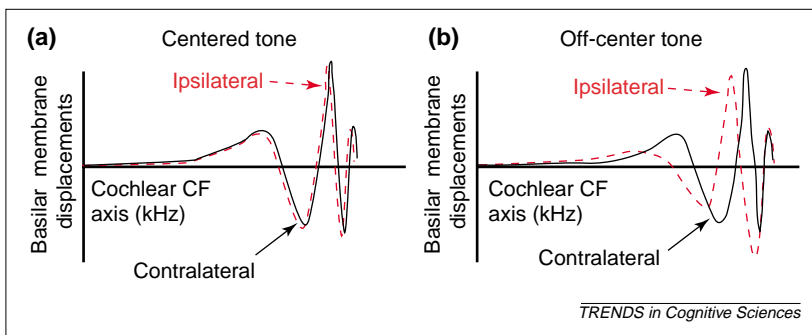 (a)
Centered tone
Ipsilateral
Basilar membrane
displacements
Cochlear CF
axis (kHz)
Contralateral
(b)
Off-center tone
Ipsilateral
Basilar membrane
displacements
Cochlear CF
axis (kHz)
Contralateral
TRENDS in Cognitive Sciences